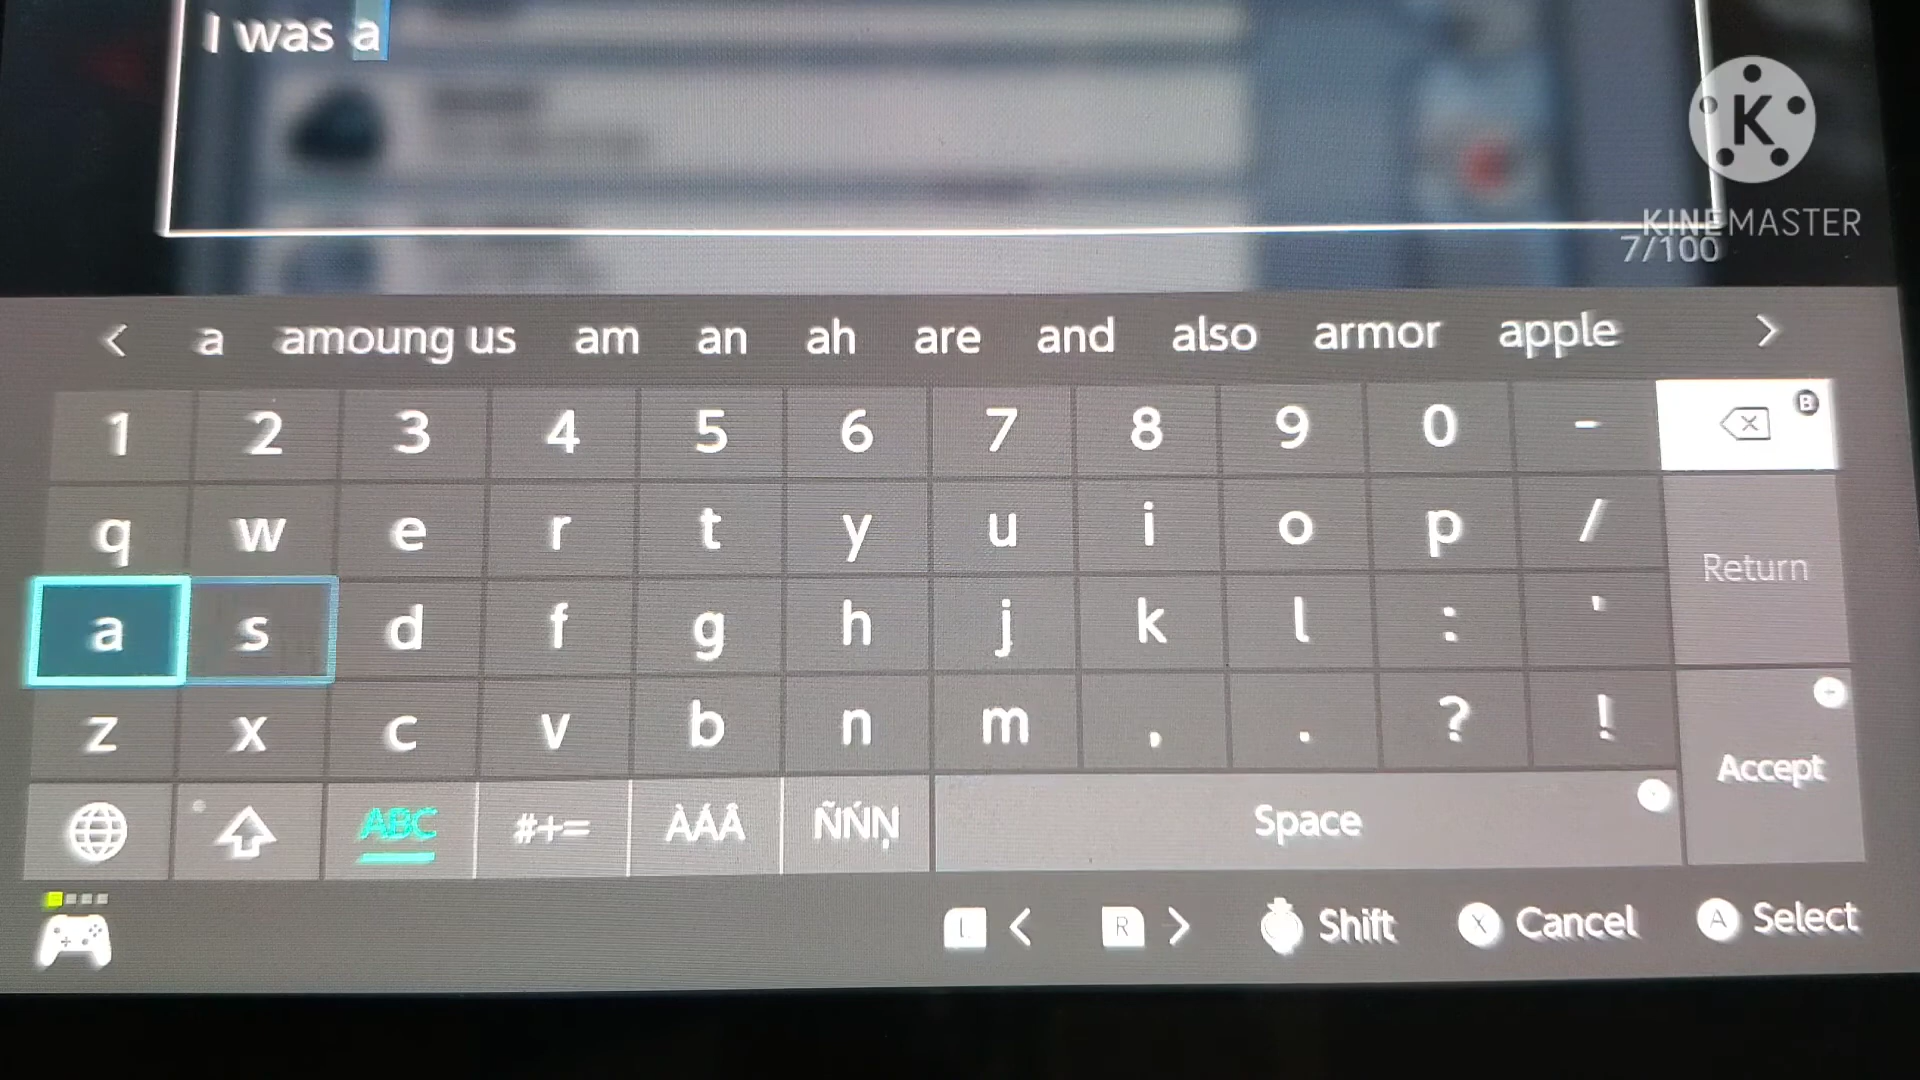 I was a
K
KINEMASTER
7/100
< a amoung us am an ah are and also armor apple >
1 2 3 4 5 6 7 8 9 0 - B
q w e r t y u i o p /
Return
a s d f g h j k l : '
z x c v b n m , . ? !
Accept
ABC #+= ÀÁÂ ÑŃŅ Space
L < R > Shift X Cancel A Select